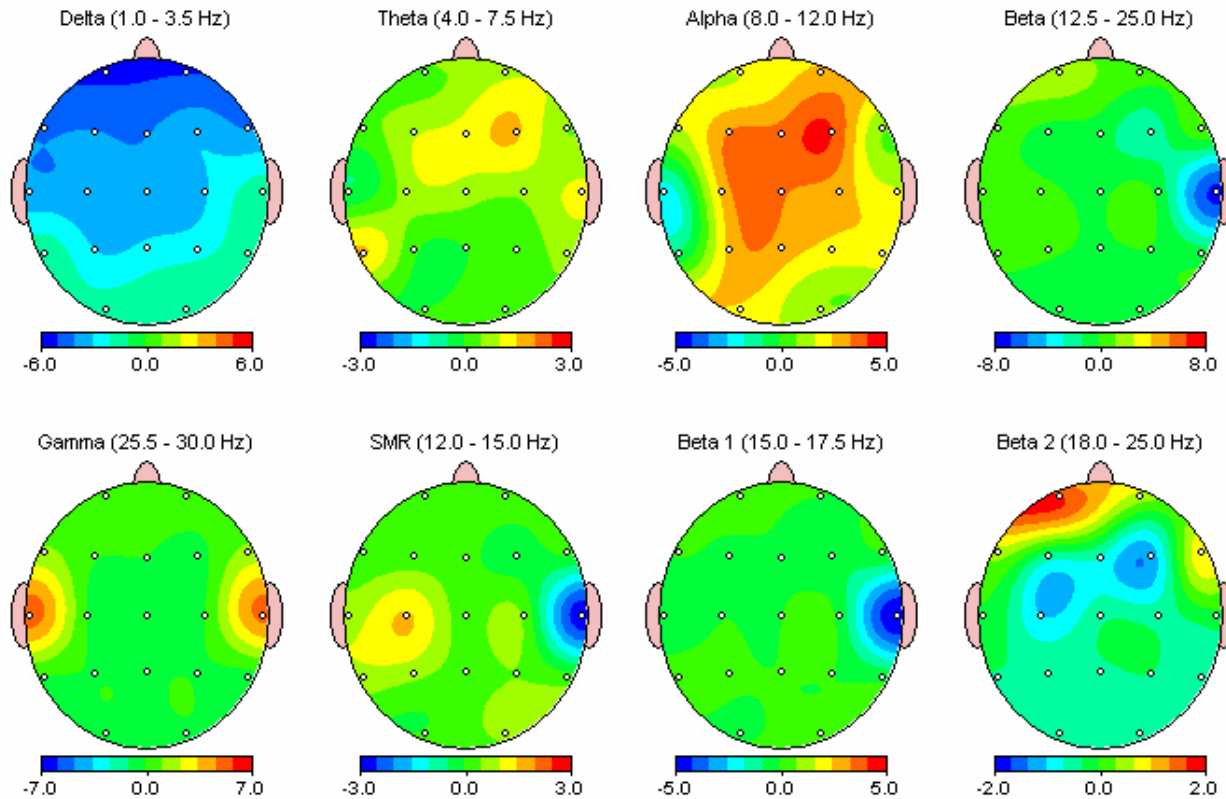 Delta (1.0 - 3.5 Hz)
Theta (4.0 - 7.5 Hz)
Alpha (8.0 - 12.0 Hz)
Beta (12.5 - 25.0 Hz)
-6.0 0.0 6.0
-3.0 0.0 3.0
-5.0 0.0 5.0
-8.0 0.0 8.0
Gamma (25.5 - 30.0 Hz)
SMR (12.0 - 15.0 Hz)
Beta 1 (15.0 - 17.5 Hz)
Beta 2 (18.0 - 25.0 Hz)
-7.0 0.0 7.0
-3.0 0.0 3.0
-5.0 0.0 5.0
-2.0 0.0 2.0